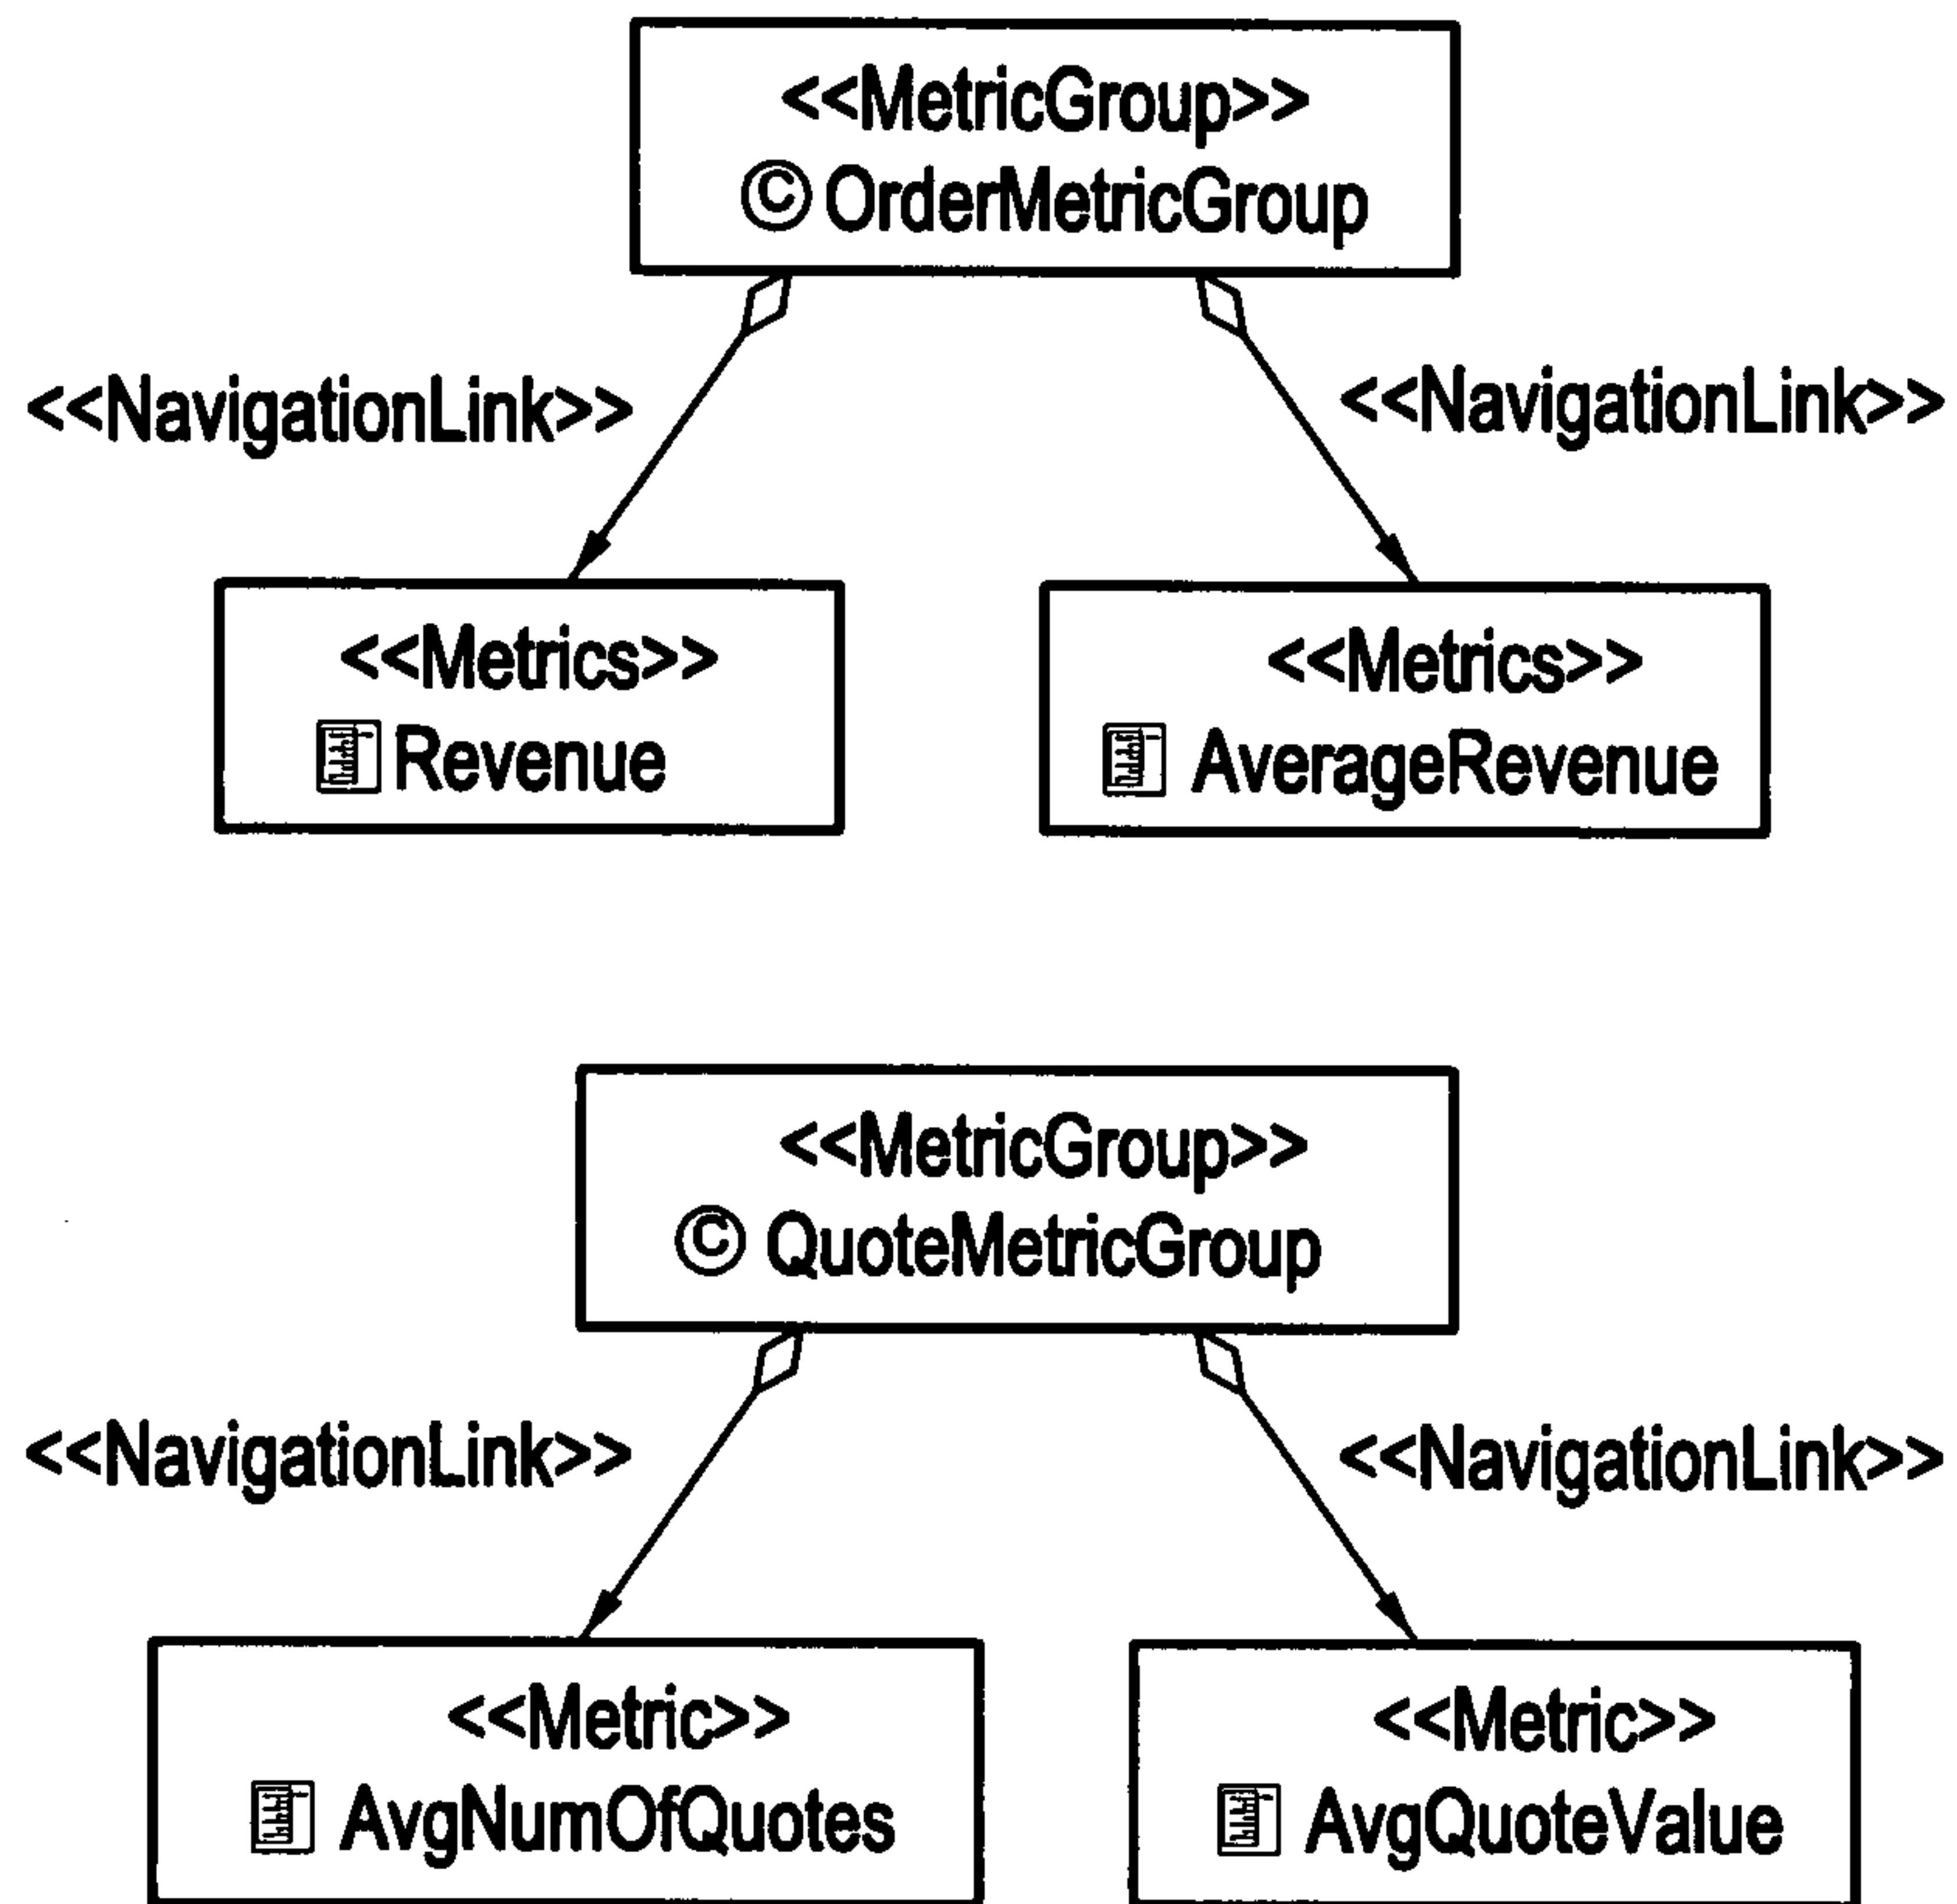 <<MetricGroup>>
© OrderMetricGroup
<<NavigationLink>>
<<NavigationLink>>
<<Metrics>>
Revenue
<<Metrics>>
AverageRevenue
<<MetricGroup>>
© QuoteMetricGroup
<<NavigationLink>>
<<NavigationLink>>
<<Metric>>
AvgNumOfQuotes
<<Metric>>
AvgQuoteValue